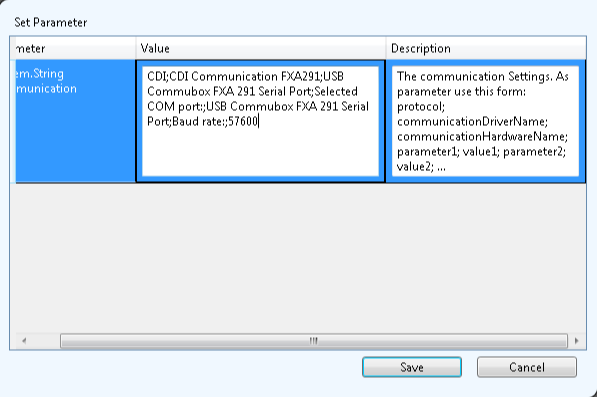 Set Parameter
meter Value Description
em.String
munication
CDI;CDI Communication FXA291;USB
Commubox FXA 291 Serial Port;Selected
COM port:;USB Commubox FXA 291 Serial
Port;Baud rate:;57600
The communication Settings. As
parameter use this form:
protocol;
communicationDriverName;
communicationHardwareName;
parameter1; value1; parameter2;
value2; ...
Save Cancel